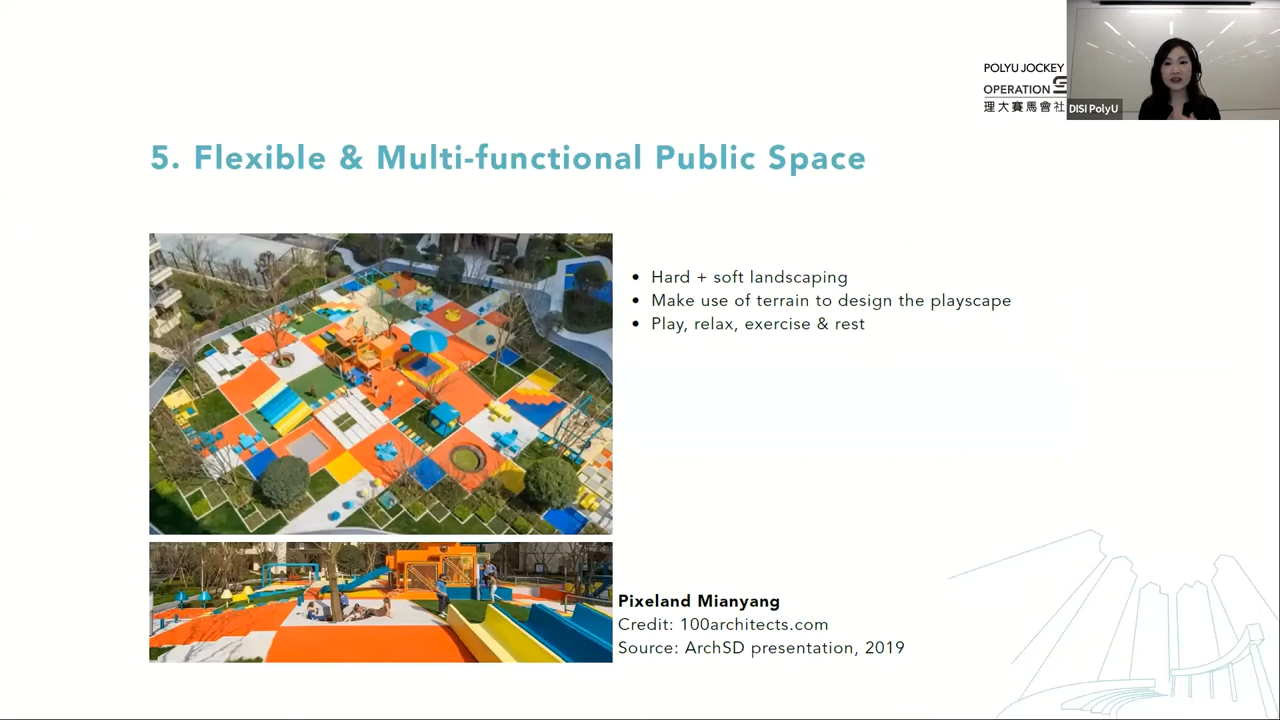 POLYU JOCKEY
OPERATION S
理大賽馬會社
DISI PolyU
5. Flexible & Multi-functional Public Space
• Hard + soft landscaping
• Make use of terrain to design the playscape
• Play, relax, exercise & rest
Pixeland Mianyang
Credit: 100architects.com
Source: ArchSD presentation, 2019